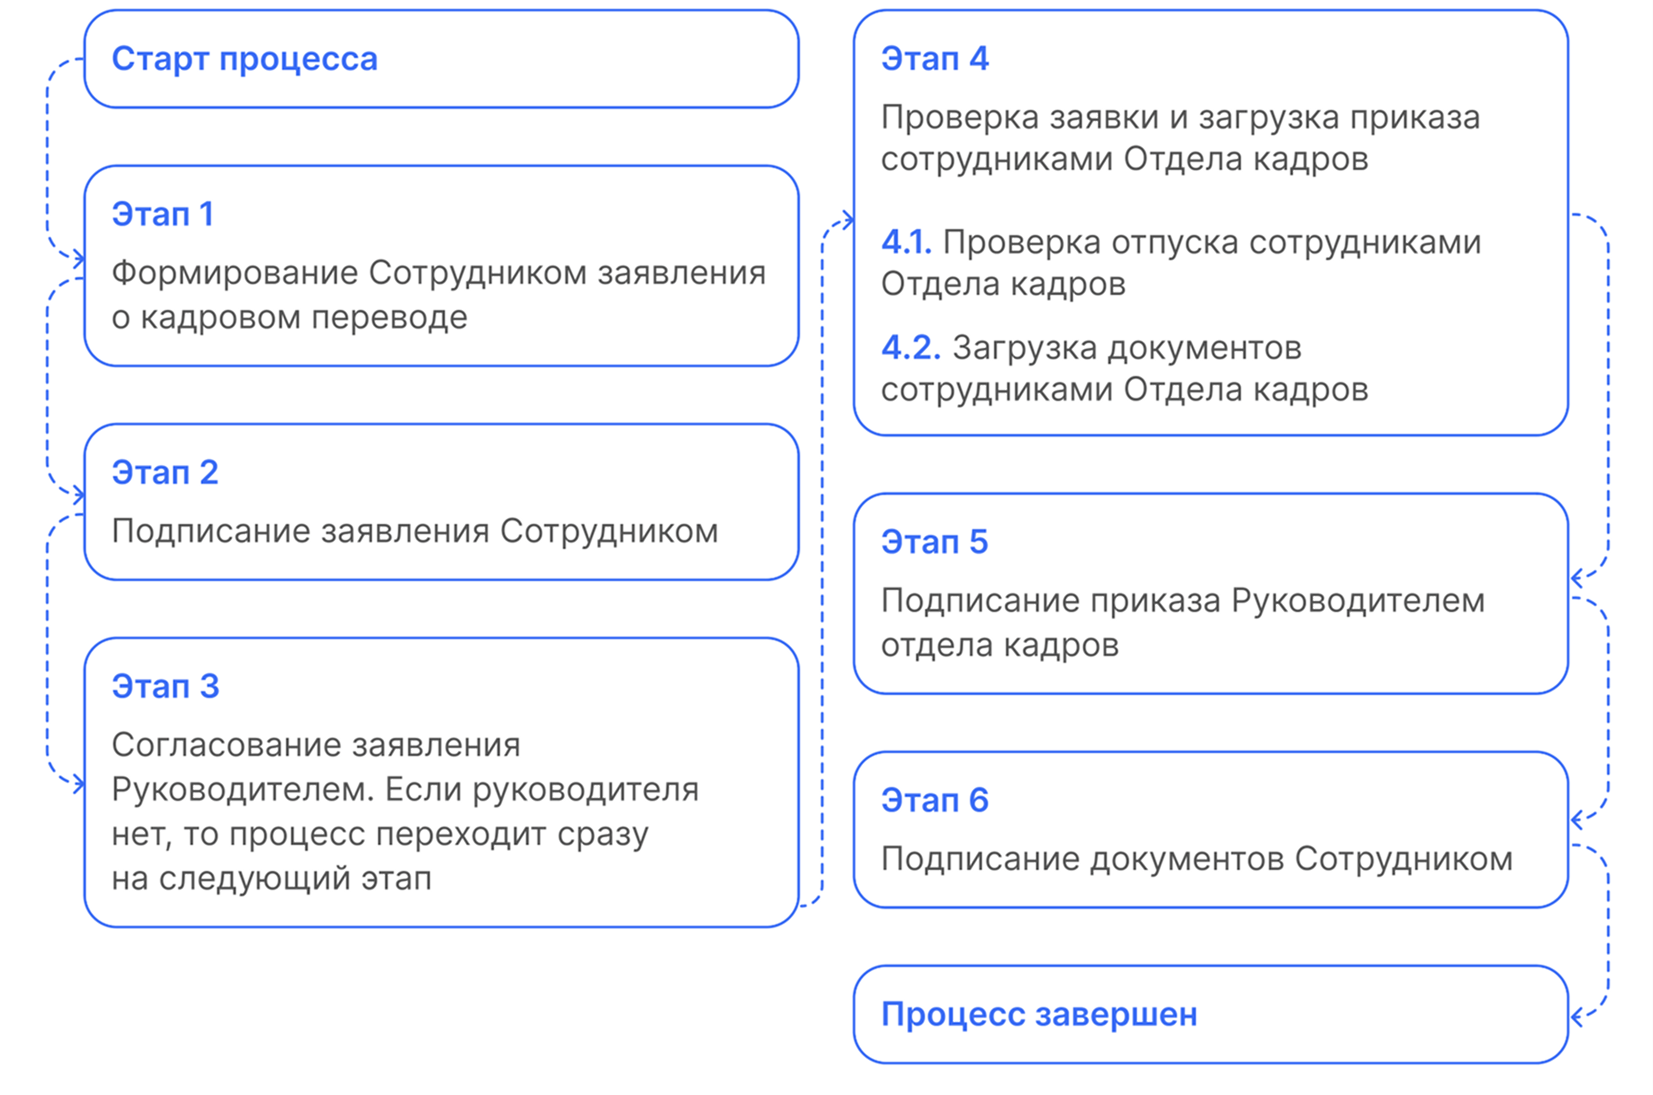 Старт процесса
Этап 1
Формирование Сотрудником заявления
о кадровом переводе
Этап 2
Подписание заявления Сотрудником
Этап 3
Согласование заявления
Руководителем. Если руководителя
нет, то процесс переходит сразу
на следующий этап
Этап 4
Проверка заявки и загрузка приказа
сотрудниками Отдела кадров
4.1. Проверка отпуска сотрудниками
Отдела кадров
4.2. Загрузка документов
сотрудниками Отдела кадров
Этап 5
Подписание приказа Руководителем
отдела кадров
Этап 6
Подписание документов Сотрудником
Процесс завершен